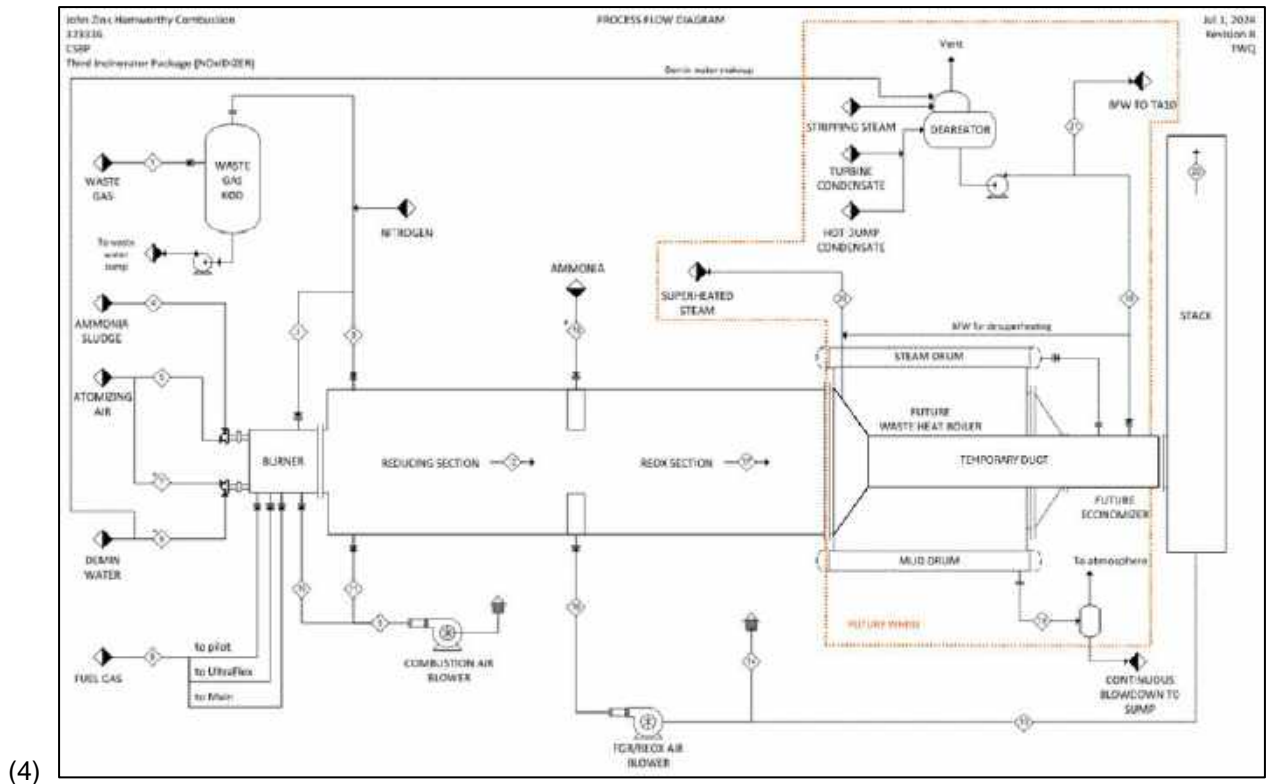 John Zink Hamworthy Combustion
CSBP
Third Incinerator Package (NOxIDIZER)
PROCESS FLOW DIAGRAM
Jul 1, 2024
Demin water makeup
Vent
BFW TO TA10
STRIPPING STEAM
DEAREATOR
TURBINE
CONDENSATE
HOT SUMP
CONDENSATE
WASTE
GAS
WASTE
GAS
KOD
NITROGEN
To waste
water
sump
AMMONIA
SUPERHEATED
STEAM
STACK
AMMONIA
SLUDGE
BFW for desuperheating
STEAM DRUM
ATOMIZING
AIR
FUTURE
WASTE HEAT BOILER
BURNER
REDUCING SECTION
REDOX SECTION
TEMPORARY DUCT
FUTURE
ECONOMIZER
DEMIN
WATER
MUD DRUM
To atmosphere
FUTURE WHRU
to pilot
to UltraFlex
to Main
FUEL GAS
COMBUSTION AIR
BLOWER
CONTINUOUS
BLOWDOWN TO
SUMP
FGR/REOX AIR
BLOWER
(4)